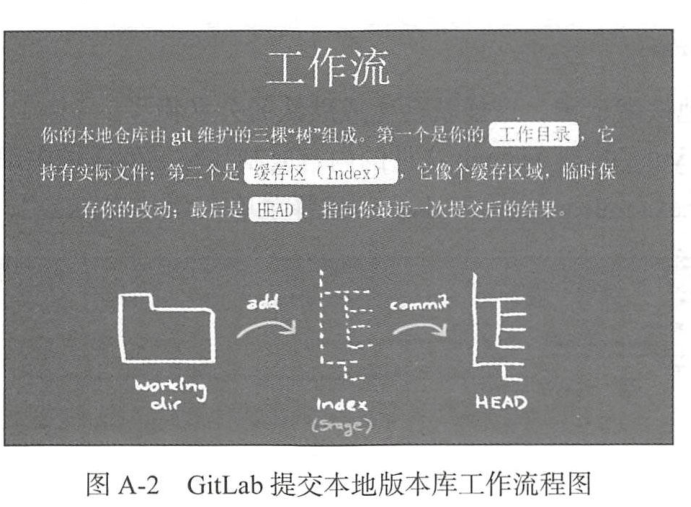 工作流
你的本地仓库由 git 维护的三棵“树”组成。第一个是你的 工作目录 ，它
持有实际文件；第二个是 缓存区（Index） ，它像个缓存区域，临时保
存你的改动；最后是 HEAD ，指向你最近一次提交后的结果。
add
commit
working
dir
Index
(Stage)
HEAD
图 A-2 GitLab 提交本地版本库工作流程图